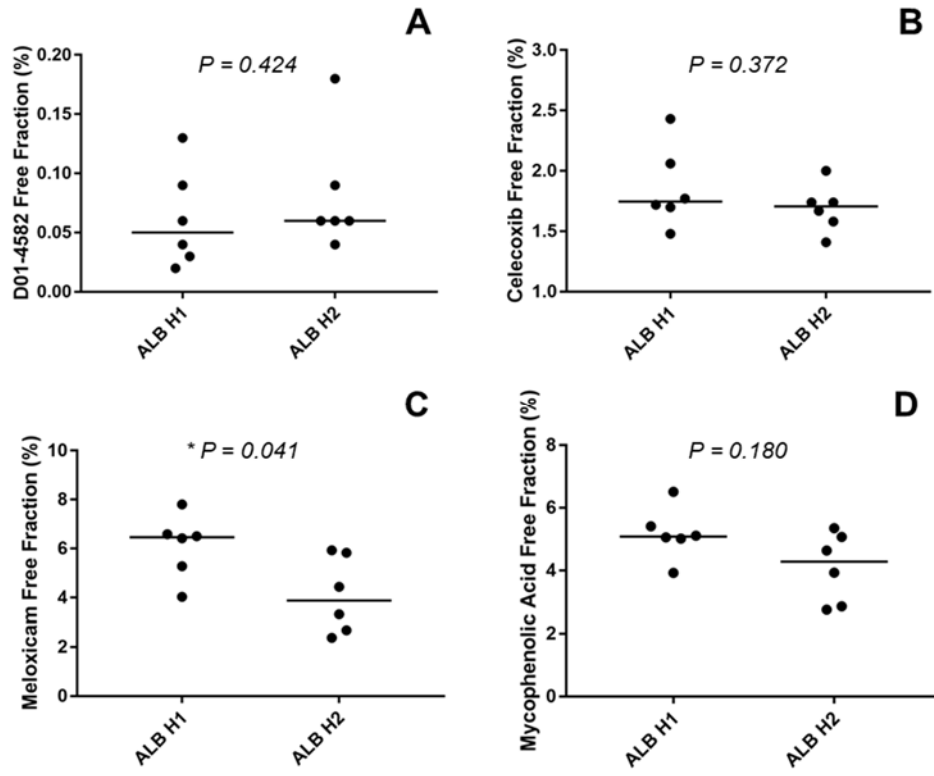 A
D01-4582 Free Fraction (%)
P = 0.424
0.20
0.15
0.10
0.05
0.00
ALB H1
ALB H2
B
Celecoxib Free Fraction (%)
P = 0.372
3.0
2.5
2.0
1.5
1.0
ALB H1
ALB H2
C
Meloxicam Free Fraction (%)
* P = 0.041
10
8
6
4
2
0
ALB H1
ALB H2
D
Mycophenolic Acid Free Fraction (%)
P = 0.180
8
6
4
2
0
ALB H1
ALB H2